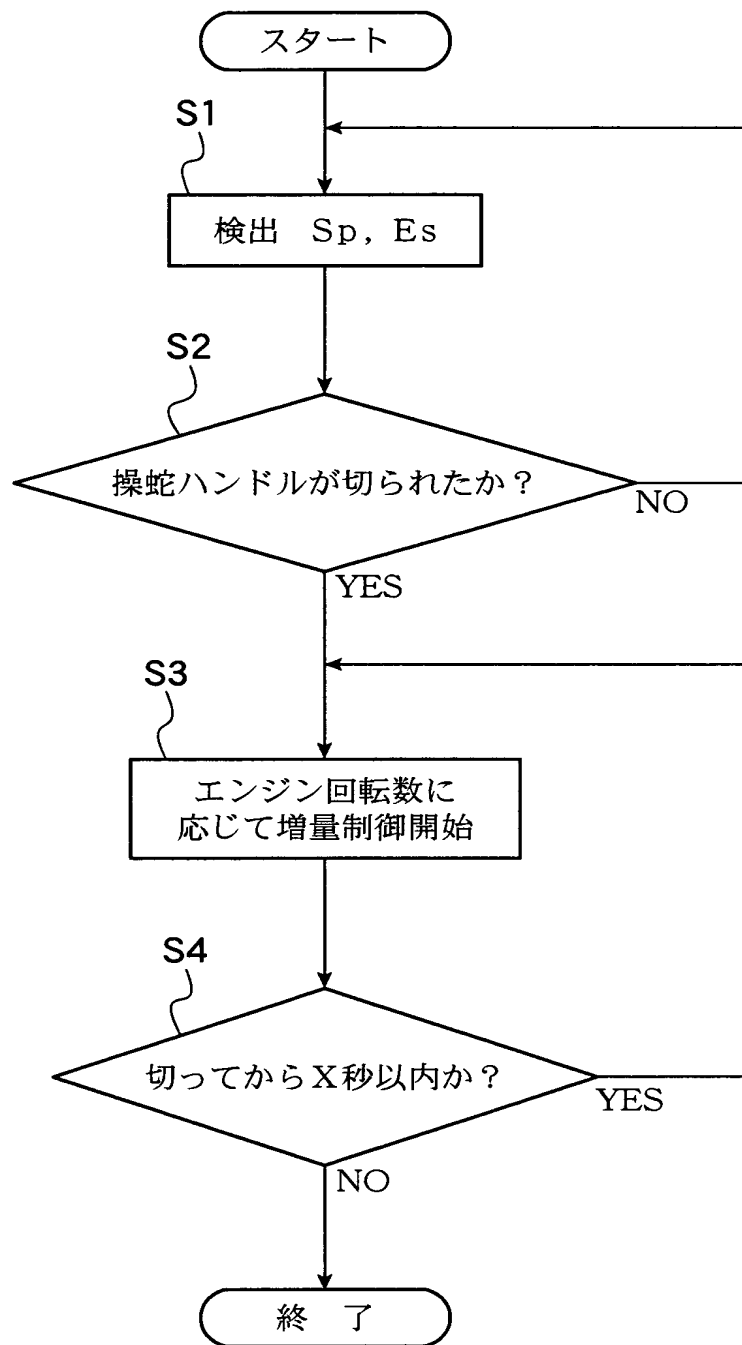 スタート
S1
検出 Sp, Es
S2
操蛇ハンドルが切られたか？
NO
YES
S3
エンジン回転数に
応じて増量制御開始
S4
切ってからX秒以内か？
YES
NO
終 了